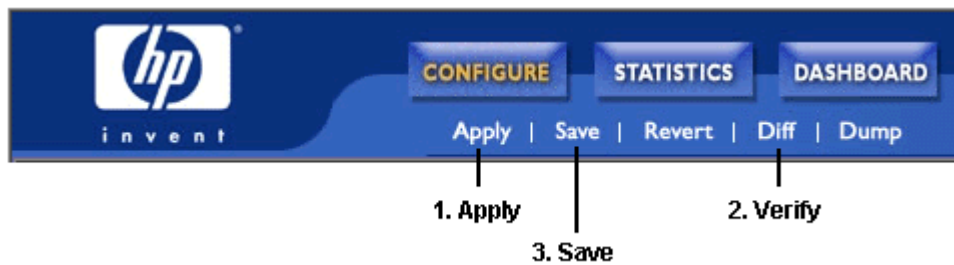 hp
invent
CONFIGURE STATISTICS DASHBOARD
Apply | Save | Revert | Diff | Dump
1. Apply 2. Verify
3. Save